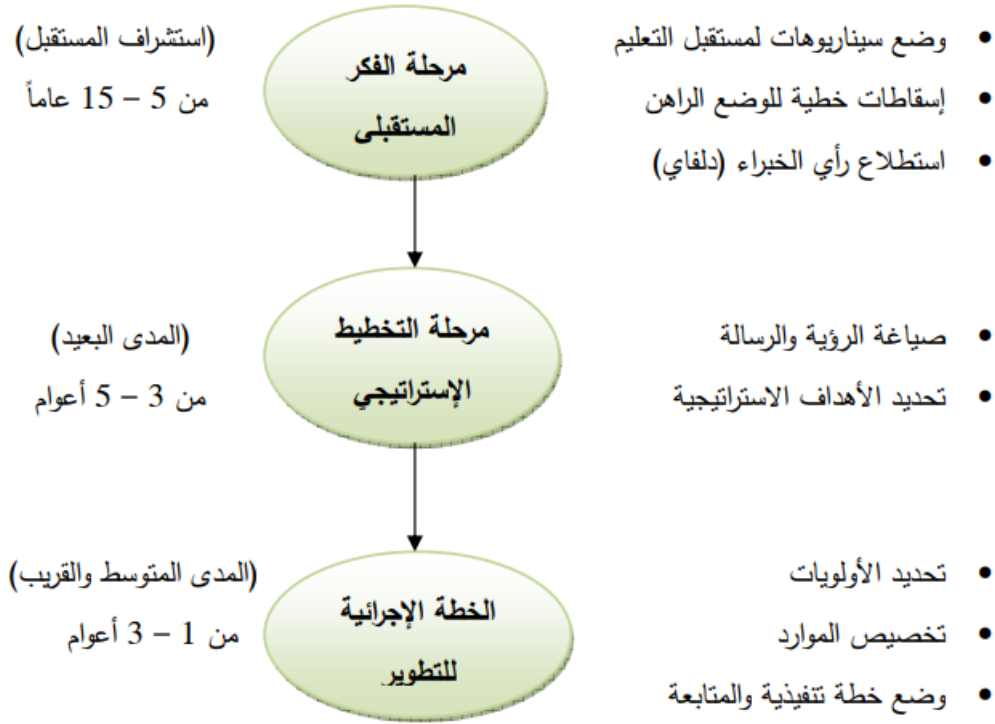 • وضع سيناريوهات لمستقبل التعليم
• إسقاطات خطية للوضع الراهن
• استطلاع رأي الخبراء (دلفاي)
مرحلة الفكر
المستقبلى
(استشراف المستقبل)
من 5 – 15 عاماً
• صياغة الرؤية والرسالة
• تحديد الأهداف الاستراتيجية
مرحلة التخطيط
الإستراتيجي
(المدى البعيد)
من 3 – 5 أعوام
• تحديد الأولويات
• تخصيص الموارد
• وضع خطة تنفيذية والمتابعة
الخطة الإجرائية
للتطوير
(المدى المتوسط والقريب)
من 1 – 3 أعوام